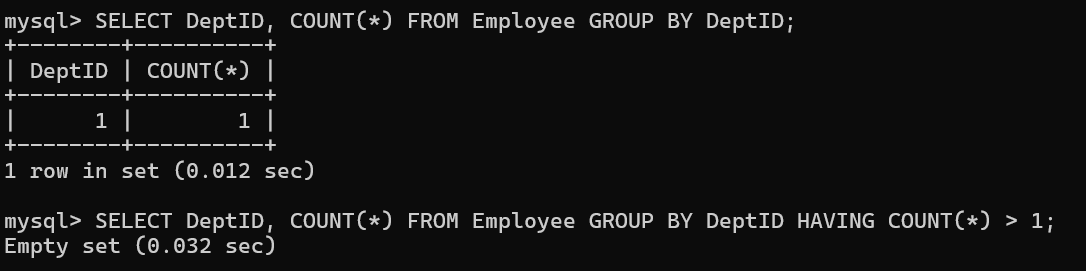 mysql> SELECT DeptID, COUNT(*) FROM Employee GROUP BY DeptID;
+--------+----------+
| DeptID | COUNT(*) |
+--------+----------+
|      1 |        1 |
+--------+----------+
1 row in set (0.012 sec)

mysql> SELECT DeptID, COUNT(*) FROM Employee GROUP BY DeptID HAVING COUNT(*) > 1;
Empty set (0.032 sec)